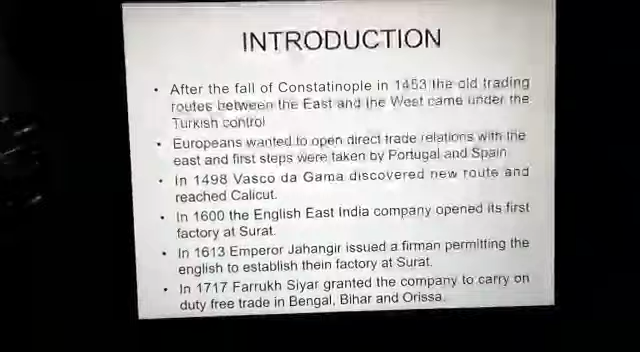 INTRODUCTION
• After the fall of Constatinople in 1453 the old trading
routes between the East and the West came under the
Turkish control
• Europeans wanted to open direct trade relations with the
east and first steps were taken by Portugal and Spain
• In 1498 Vasco da Gama discovered new route and
reached Calicut.
• In 1600 the English East India company opened its first
factory at Surat.
• In 1613 Emperor Jahangir issued a firman permitting the
english to establish thein factory at Surat.
• In 1717 Farrukh Siyar granted the company to carry on
duty free trade in Bengal, Bihar and Orissa.